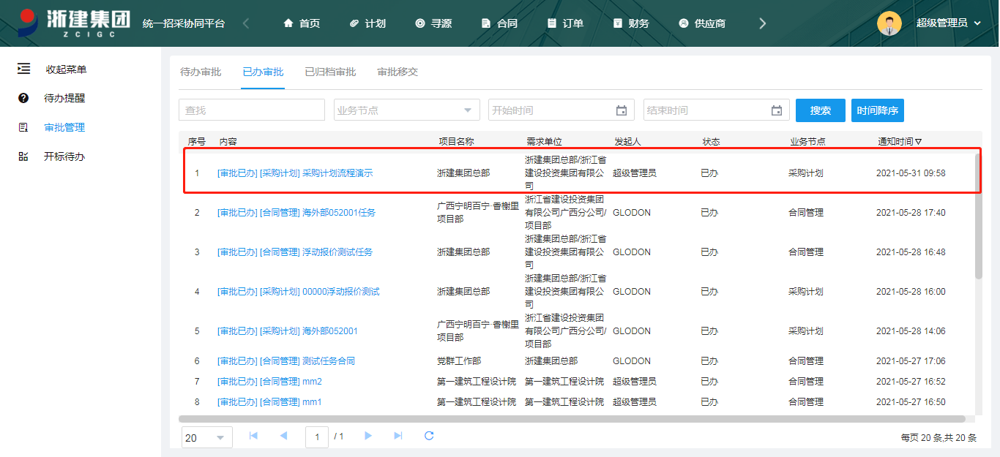 浙建集团
ZCIGC
统一招采协同平台
首页
计划
寻源
合同
订单
财务
供应商
超级管理员
收起菜单
待办提醒
审批管理
开标待办
待办审批 已办审批 已归档审批 审批移交
查找 业务节点 开始时间 结束时间 搜索 时间降序
序号 内容 项目名称 需求单位 发起人 状态 业务节点 通知时间▽
1 [审批已办] [采购计划] 采购计划流程演示 浙建集团总部 浙建集团总部/浙江省
建设投资集团有限公
司 超级管理员 已办 采购计划 2021-05-31 09:58
2 [审批已办] [合同管理] 海外部052001任务 广西宁明百宁·香榭里
项目部 浙江省建设投资集团
有限公司广西分公司/
项目部 GLODON 已办 合同管理 2021-05-28 17:40
3 [审批已办] [合同管理] 浮动报价测试任务 浙建集团总部 浙建集团总部/浙江省
建设投资集团有限公
司 GLODON 已办 合同管理 2021-05-28 16:48
4 [审批已办] [采购计划] 00000浮动报价测试 浙建集团总部 浙建集团总部/浙江省
建设投资集团有限公
司 GLODON 已办 采购计划 2021-05-28 16:00
5 [审批已办] [采购计划] 海外部052001 广西宁明百宁·香榭里
项目部 浙江省建设投资集团
有限公司广西分公司/
项目部 GLODON 已办 采购计划 2021-05-28 14:06
6 [审批已办] [合同管理] 测试任务合同 党群工作部 浙建集团总部 GLODON 已办 合同管理 2021-05-27 17:06
7 [审批已办] [合同管理] mm2 第一建筑工程设计院 第一建筑工程设计院 超级管理员 已办 合同管理 2021-05-27 16:52
8 [审批已办] [合同管理] mm1 第一建筑工程设计院 第一建筑工程设计院 超级管理员 已办 合同管理 2021-05-27 16:50
20 1 / 1 每页 20 条,共 20 条